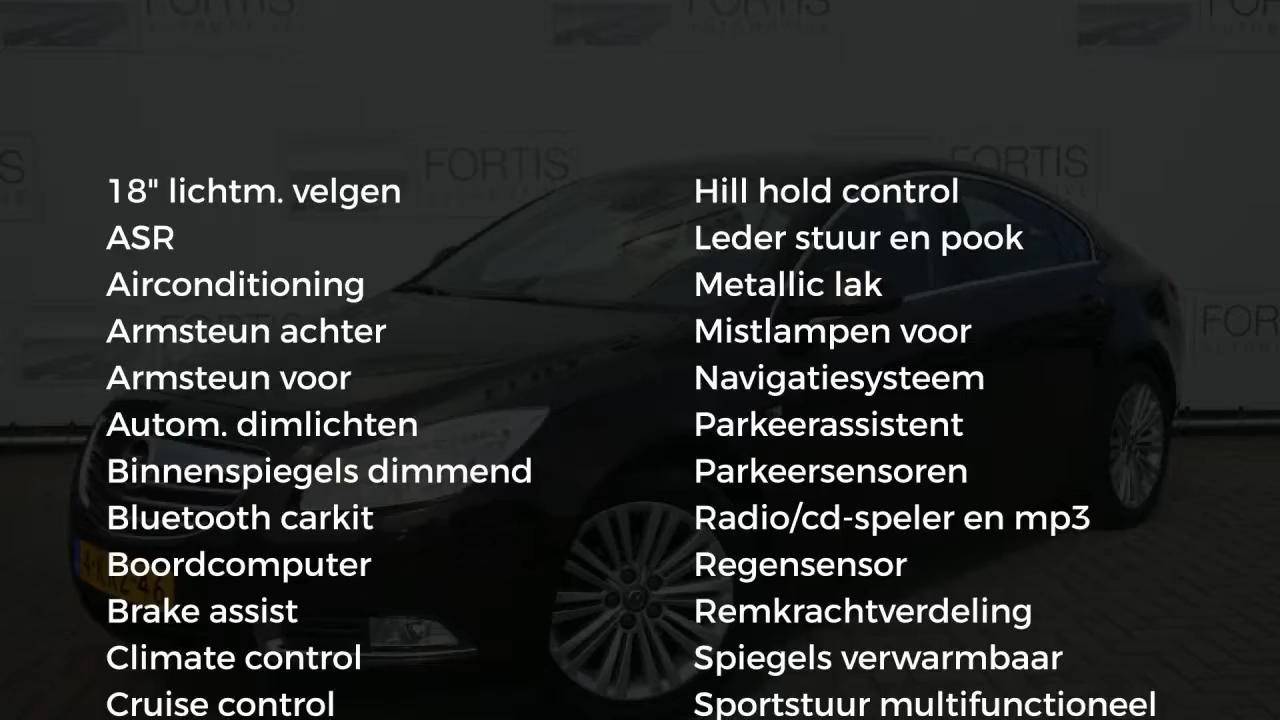 FORTIS
FORTIS
FORTIS
FORTIS
FORTIS
18" lichtm. velgen
ASR
Airconditioning
Armsteun achter
Armsteun voor
Autom. dimlichten
Binnenspiegels dimmend
Bluetooth carkit
Boordcomputer
Brake assist
Climate control
Cruise control
Hill hold control
Leder stuur en pook
Metallic lak
Mistlampen voor
Navigatiesysteem
Parkeerassistent
Parkeersensoren
Radio/cd-speler en mp3
Regensensor
Remkrachtverdeling
Spiegels verwarmbaar
Sportstuur multifunctioneel